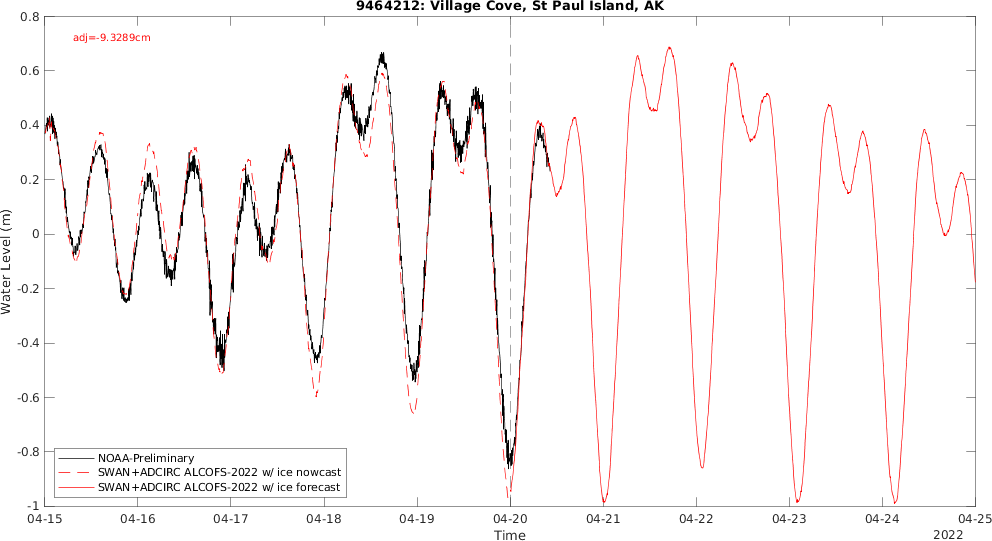 9464212: Village Cove, St Paul Island, AK
adj=-9.3289cm
Water Level (m)
0.8
0.6
0.4
0.2
0
-0.2
-0.4
-0.6
-0.8
-1
NOAA-Preliminary
SWAN+ADCIRC ALCOFS-2022 w/ ice nowcast
SWAN+ADCIRC ALCOFS-2022 w/ ice forecast
04-15 04-16 04-17 04-18 04-19 04-20 04-21 04-22 04-23 04-24 04-25
Time
2022